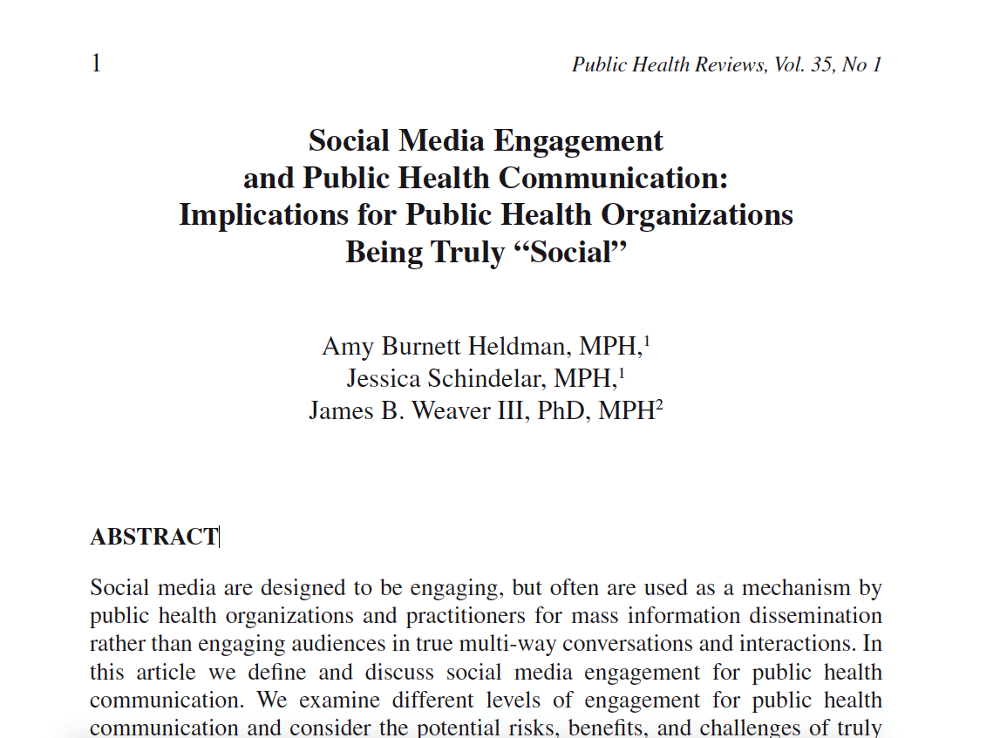 1
Public Health Reviews, Vol. 35, No 1
Social Media Engagement
and Public Health Communication:
Implications for Public Health Organizations
Being Truly “Social”
Amy Burnett Heldman, MPH,¹
Jessica Schindelar, MPH,¹
James B. Weaver III, PhD, MPH²
ABSTRACT
Social media are designed to be engaging, but often are used as a mechanism by
public health organizations and practitioners for mass information dissemination
rather than engaging audiences in true multi-way conversations and interactions. In
this article we define and discuss social media engagement for public health
communication. We examine different levels of engagement for public health
communication and consider the potential risks, benefits, and challenges of truly